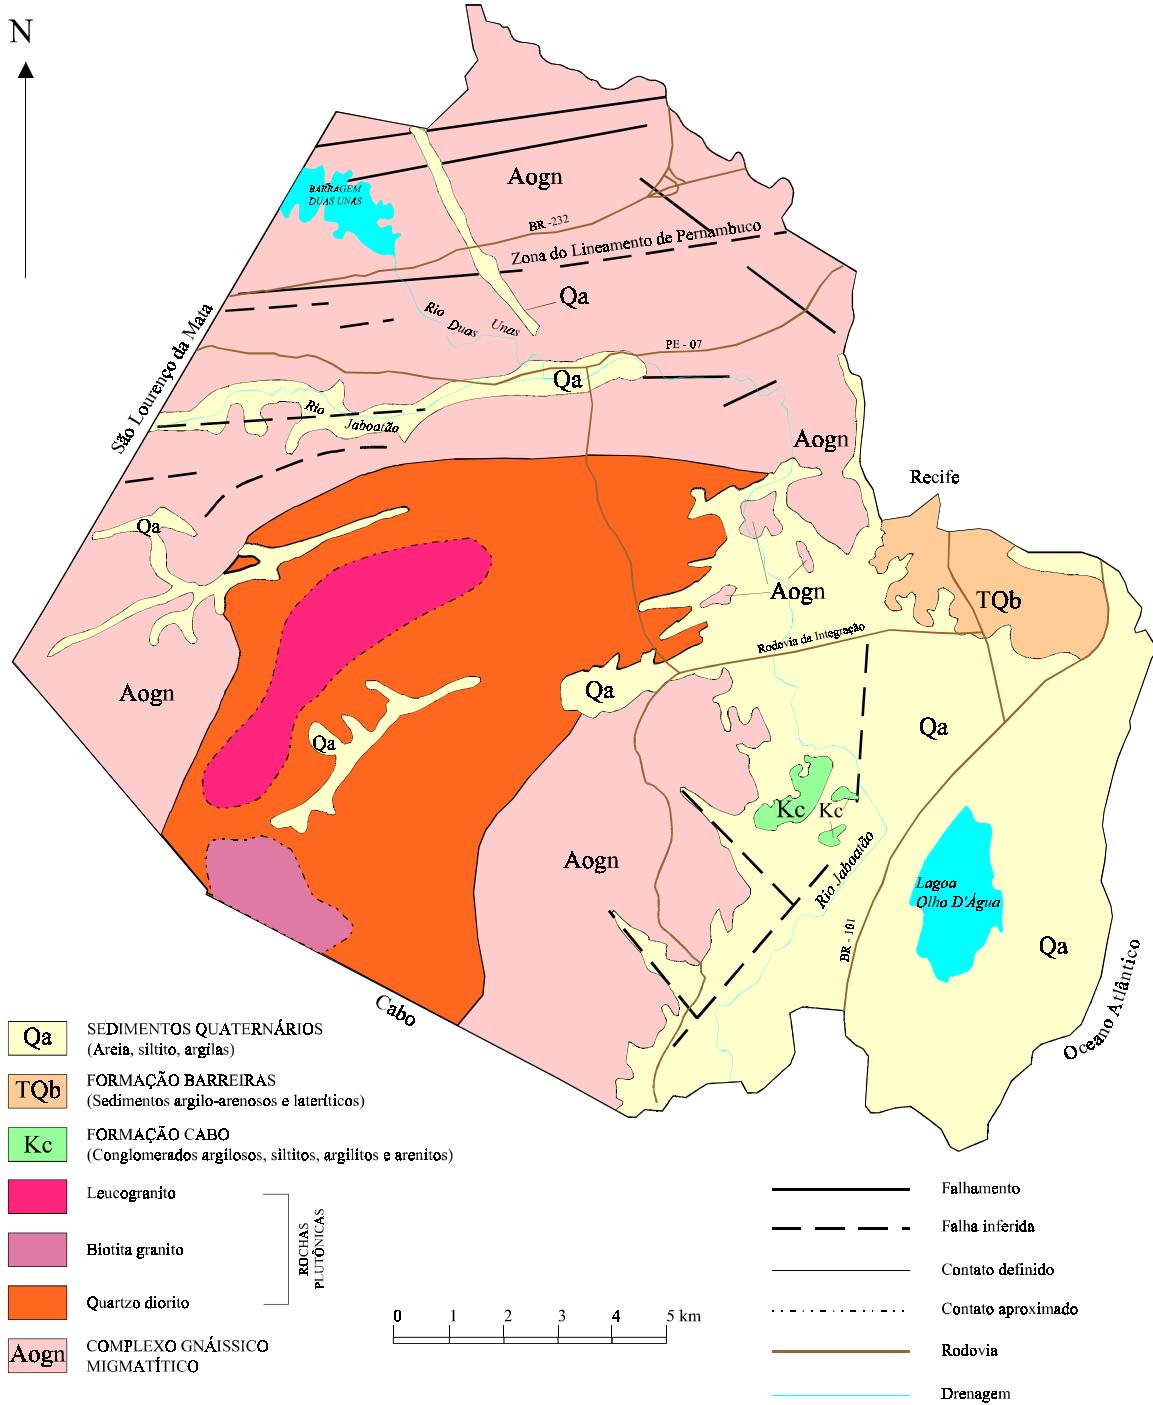 N
BARRAGEM
DUAS UNAS
Aogn
BR -232
Zona do Lineamento de Pernambuco
Qa
Rio Duas Unas
São Lourenço da Mata
PE - 07
Qa
Rio
Jaboatão
Aogn
Recife
Qa
Aogn
TQb
Rodovia da Integração
Aogn
Qa
Qa
Qa
Kc
Kc
Aogn
Rio Jaboatão
Lagoa
Olho D'Água
BR - 101
Qa
Oceano Atlântico
Cabo
Qa
SEDIMENTOS QUATERNÁRIOS
(Areia, siltito, argilas)
TQb
FORMAÇÃO BARREIRAS
(Sedimentos argilo-arenosos e lateríticos)
Kc
FORMAÇÃO CABO
(Conglomerados argilosos, siltitos, argilitos e arenitos)
Leucogranito
Biotita granito
Quartzo diorito
ROCHAS
PLUTÔNICAS
Aogn
COMPLEXO GNÁISSICO
MIGMATÍTICO
0 1 2 3 4 5 km
Falhamento
Falha inferida
Contato definido
Contato aproximado
Rodovia
Drenagem